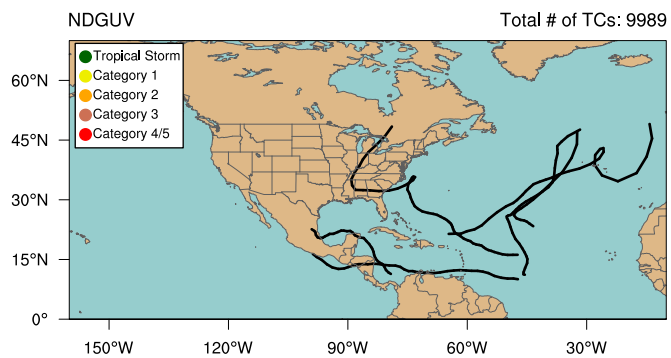 NDGUV
Total # of TCs: 9989
Tropical Storm
Category 1
Category 2
Category 3
Category 4/5
60°N
45°N
30°N
15°N
0°
150°W
120°W
90°W
60°W
30°W